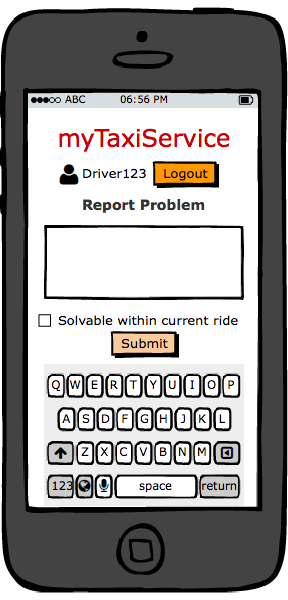 ABC 06:56 PM
myTaxiService
Driver123 Logout
Report Problem
Solvable within current ride
Submit
Q W E R T Y U I O P
A S D F G H J K L
Z X C V B N M
123 space return